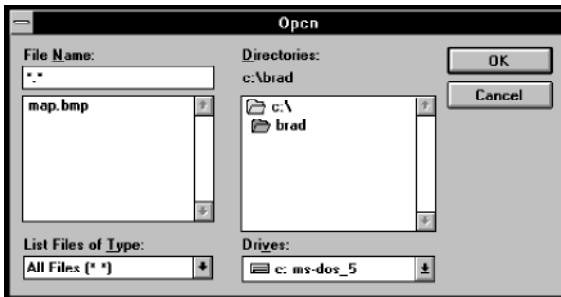 Open
File Name:
*.*
map.bmp
List Files of Type:
All Files (*.*)
Directories:
c:\brad
c:\
brad
Drives:
c: ms-dos_5
OK
Cancel